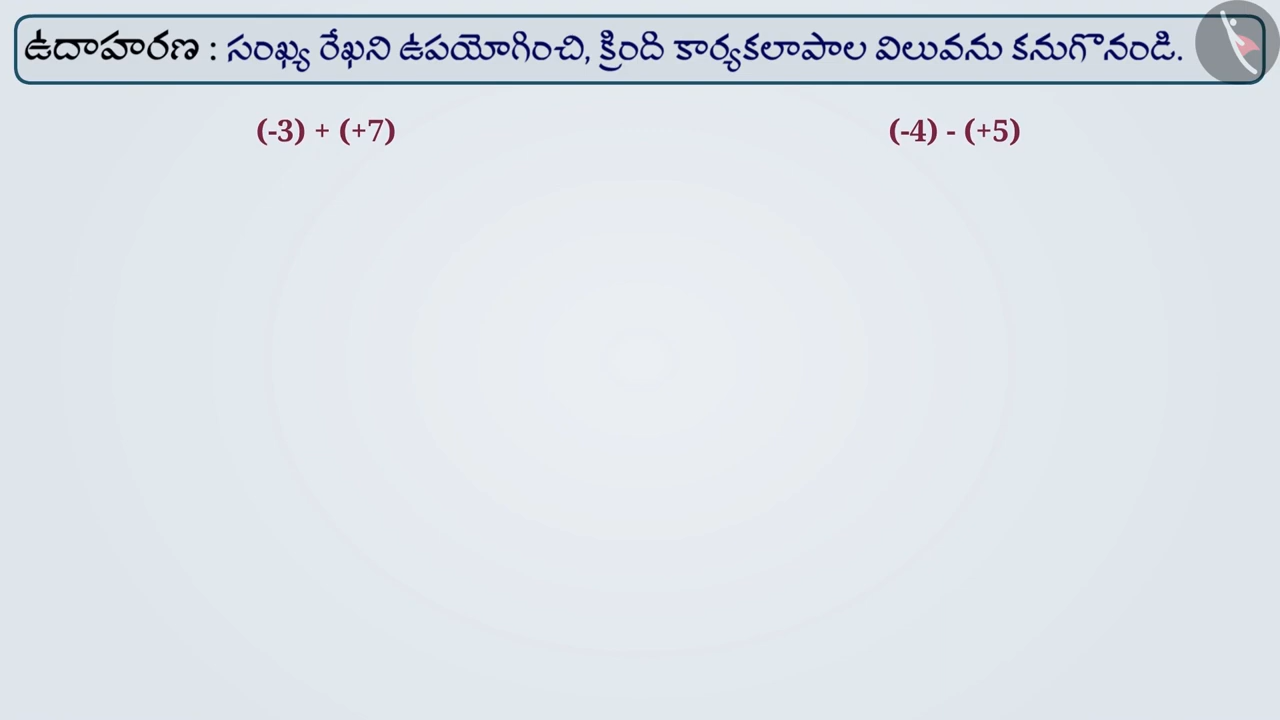 ఉదాహరణ : సంఖ్య రేఖని ఉపయోగించి, క్రింది కార్యకలాపాల విలువను కనుగొనండి.
(-3) + (+7)
(-4) - (+5)